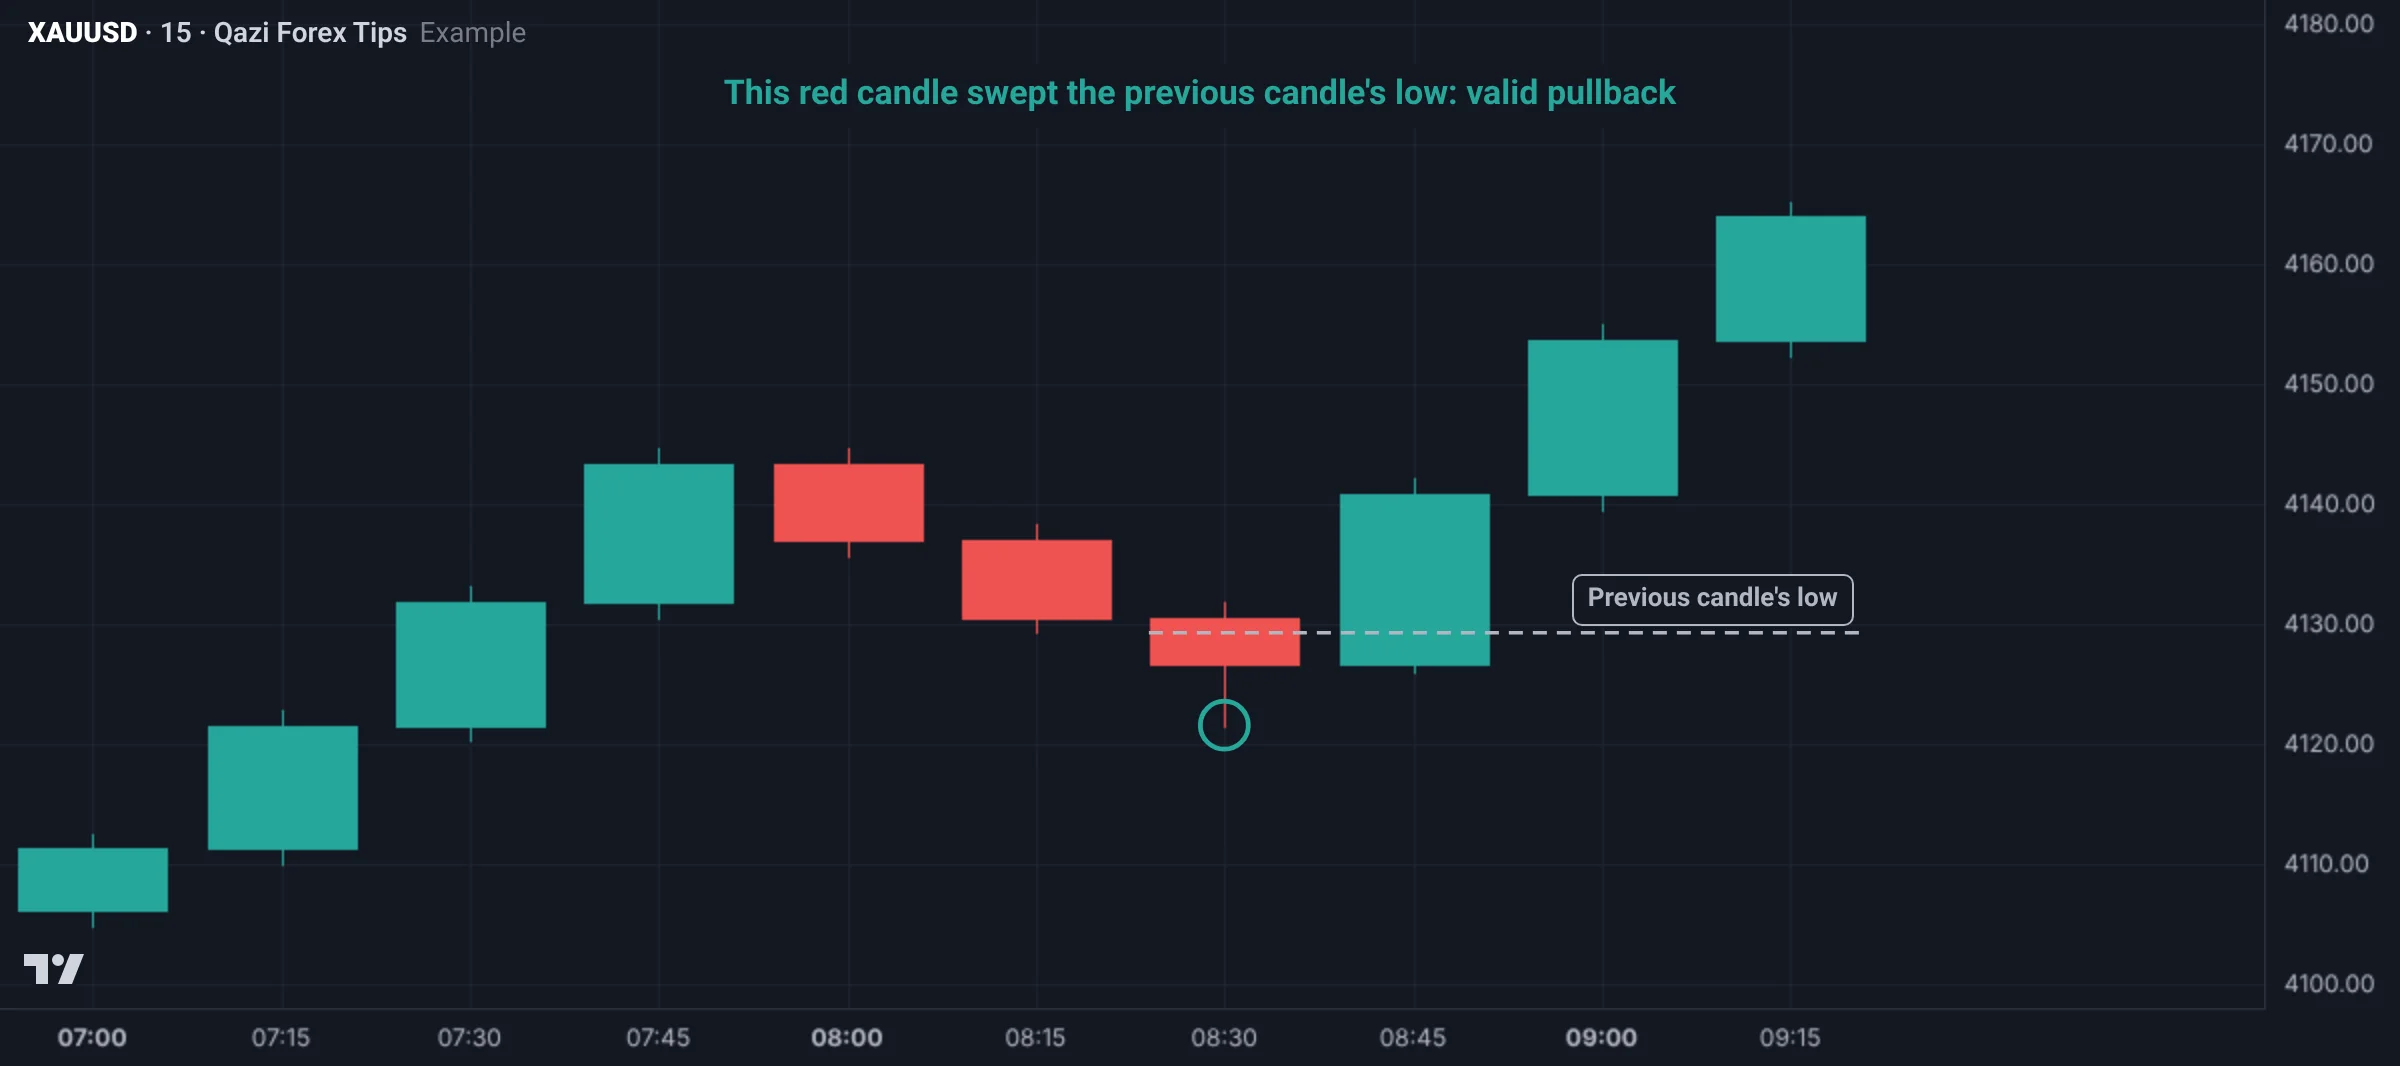 XAUUSD · 15 · Qazi Forex Tips Example
This red candle swept the previous candle's low: valid pullback
Previous candle's low
4180.00
4170.00
4160.00
4150.00
4140.00
4130.00
4120.00
4110.00
4100.00
07:00 07:15 07:30 07:45 08:00 08:15 08:30 08:45 09:00 09:15